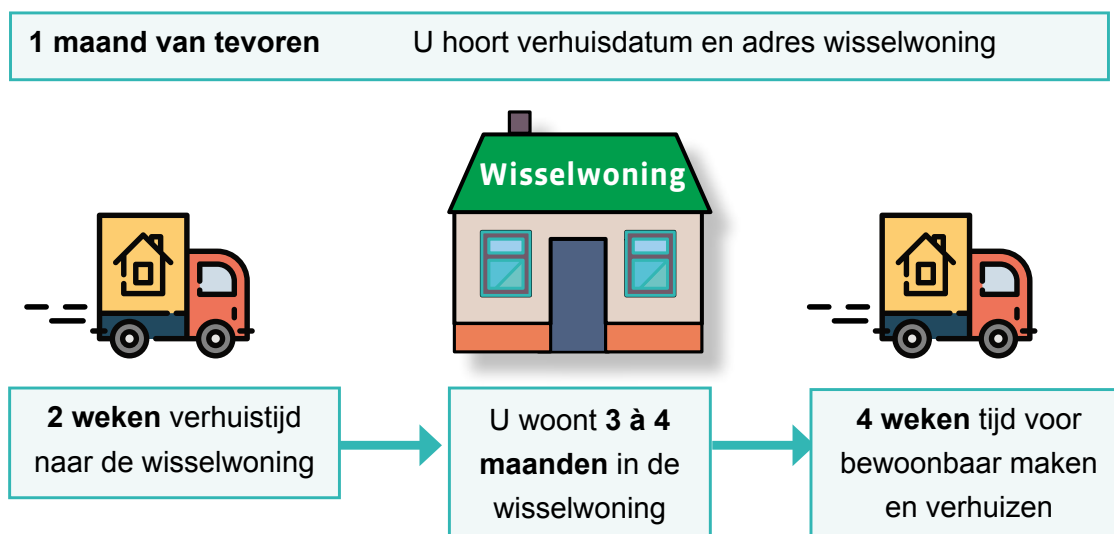 1 maand van tevoren U hoort verhuisdatum en adres wisselwoning
Wisselwoning
2 weken verhuistijd
naar de wisselwoning
U woont 3 à 4
maanden in de
wisselwoning
4 weken tijd voor
bewoonbaar maken
en verhuizen